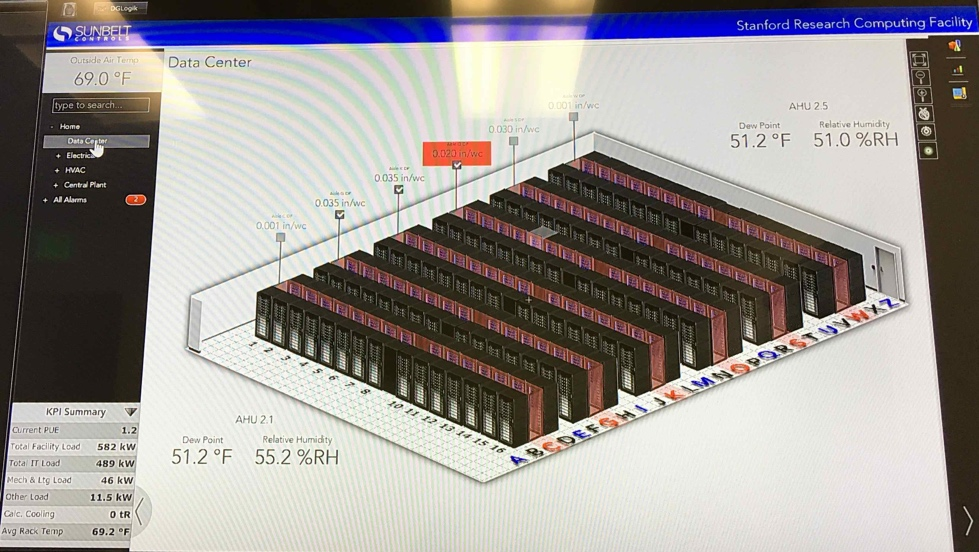 DGLogik
SUNBELT
CONTROLS
Stanford Research Computing Facility
Outside Air Temp
69.0 °F
type to search...
- Home
Data Center
+ Electrical
+ HVAC
+ Central Plant
+ All Alarms 2
KPI Summary
Current PUE 1.2
Total Facility Load 582 kW
Total IT Load 489 kW
Mech & Ltg Load 46 kW
Other Load 11.5 kW
Calc. Cooling 0 tR
Avg Rack Temp 69.2 °F
Data Center
0.001 in/wc
0.030 in/wc
0.020 in/wc
0.035 in/wc
0.035 in/wc
0.001 in/wc
AHU 2.5
Dew Point Relative Humidity
51.2 °F 51.0 %RH
1 2 3 4 5 6 7 8 10 11 12 13 14 15 16
A B C D E F G H I J K L M N O P Q R S T U V W X Z
AHU 2.1
Dew Point Relative Humidity
51.2 °F 55.2 %RH